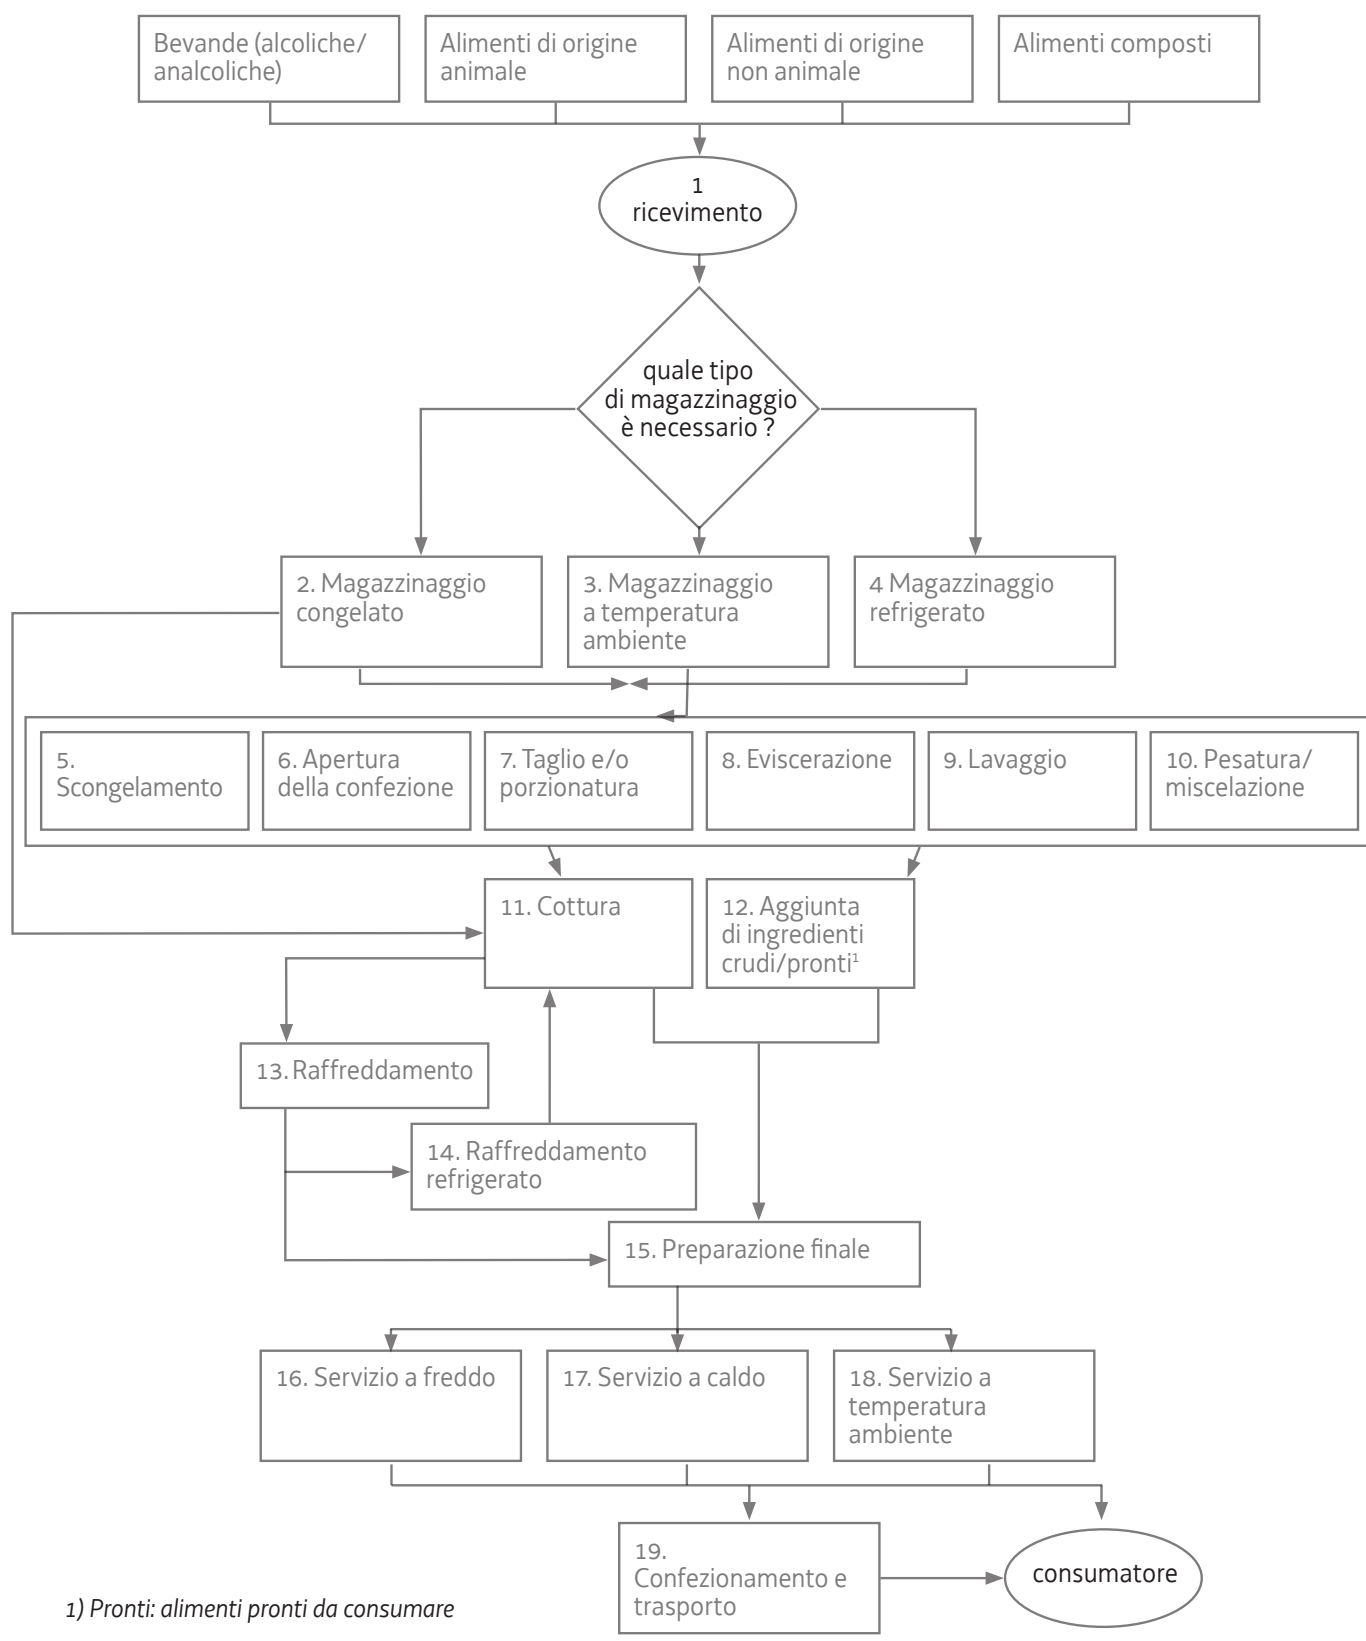 Bevande (alcoliche/
analcoliche)
Alimenti di origine
animale
Alimenti di origine
non animale
Alimenti composti
1
ricevimento
quale tipo
di magazzinaggio
è necessario ?
2. Magazzinaggio
congelato
3. Magazzinaggio
a temperatura
ambiente
4 Magazzinaggio
refrigerato
5.
Scongelamento
6. Apertura
della confezione
7. Taglio e/o
porzionatura
8. Eviscerazione
9. Lavaggio
10. Pesatura/
miscelazione
11. Cottura
12. Aggiunta
di ingredienti
crudi/pronti¹
13. Raffreddamento
14. Raffreddamento
refrigerato
15. Preparazione finale
16. Servizio a freddo
17. Servizio a caldo
18. Servizio a
temperatura
ambiente
19.
Confezionamento e
trasporto
consumatore
1) Pronti: alimenti pronti da consumare